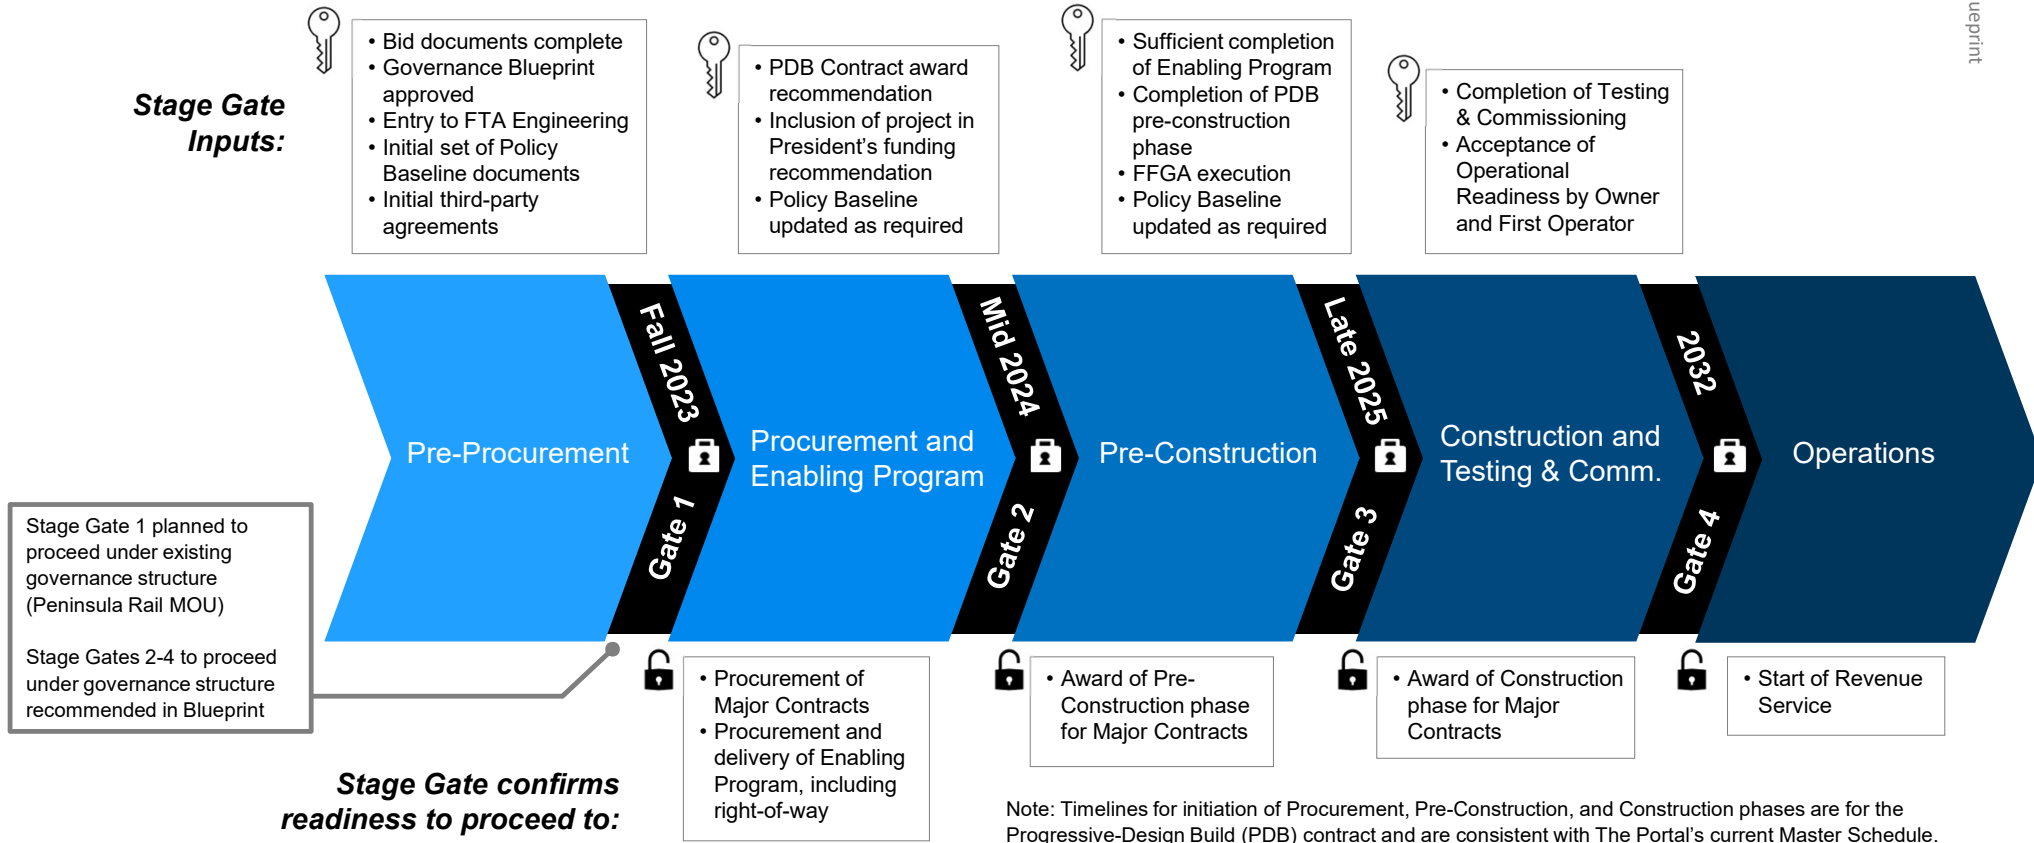 ueprint
Stage Gate
Inputs:
• Bid documents complete
• Governance Blueprint
approved
• Entry to FTA Engineering
• Initial set of Policy
Baseline documents
• Initial third-party
agreements
• PDB Contract award
recommendation
• Inclusion of project in
President’s funding
recommendation
• Policy Baseline
updated as required
• Sufficient completion
of Enabling Program
• Completion of PDB
pre-construction
phase
• FFGA execution
• Policy Baseline
updated as required
• Completion of Testing
& Commissioning
• Acceptance of
Operational
Readiness by Owner
and First Operator
Pre-Procurement
Fall 2023
Gate 1
Procurement and
Enabling Program
Mid 2024
Gate 2
Pre-Construction
Late 2025
Gate 3
Construction and
Testing & Comm.
2032
Gate 4
Operations
Stage Gate 1 planned to
proceed under existing
governance structure
(Peninsula Rail MOU)
Stage Gates 2-4 to proceed
under governance structure
recommended in Blueprint
Stage Gate confirms
readiness to proceed to:
• Procurement of
Major Contracts
• Procurement and
delivery of Enabling
Program, including
right-of-way
• Award of Pre-
Construction phase
for Major Contracts
• Award of Construction
phase for Major
Contracts
• Start of Revenue
Service
Note: Timelines for initiation of Procurement, Pre-Construction, and Construction phases are for the
Progressive-Design Build (PDB) contract and are consistent with The Portal’s current Master Schedule.